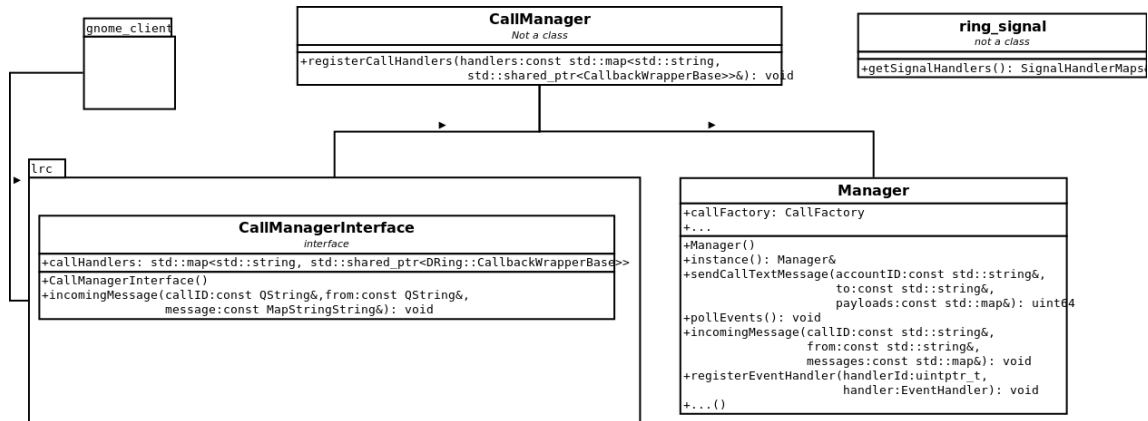 gnome_client
CallManager
Not a class
+registerCallHandlers(handlers:const std::map<std::string,
std::shared_ptr<CallbackWrapperBase>>&): void
ring_signal
not a class
+getSignalHandlers(): SignalHandlerMaps&
lrc
CallManagerInterface
interface
+callHandlers: std::map<std::string, std::shared_ptr<DRing::CallbackWrapperBase>>
+CallManagerInterface()
+incomingMessage(callID:const QString&,from:const QString&,
message:const MapStringString&): void
Manager
+callFactory: CallFactory
+...
+Manager()
+instance(): Manager&
+sendCallTextMessage(accountID:const std::string&,
to:const std::string&,
payloads:const std::map&): uint64
+pollEvents(): void
+incomingMessage(callID:const std::string&,
from:const std::string&,
messages:const std::map&): void
+registerEventHandler(handlerId:uintptr_t,
handler:EventHandler): void
+...()